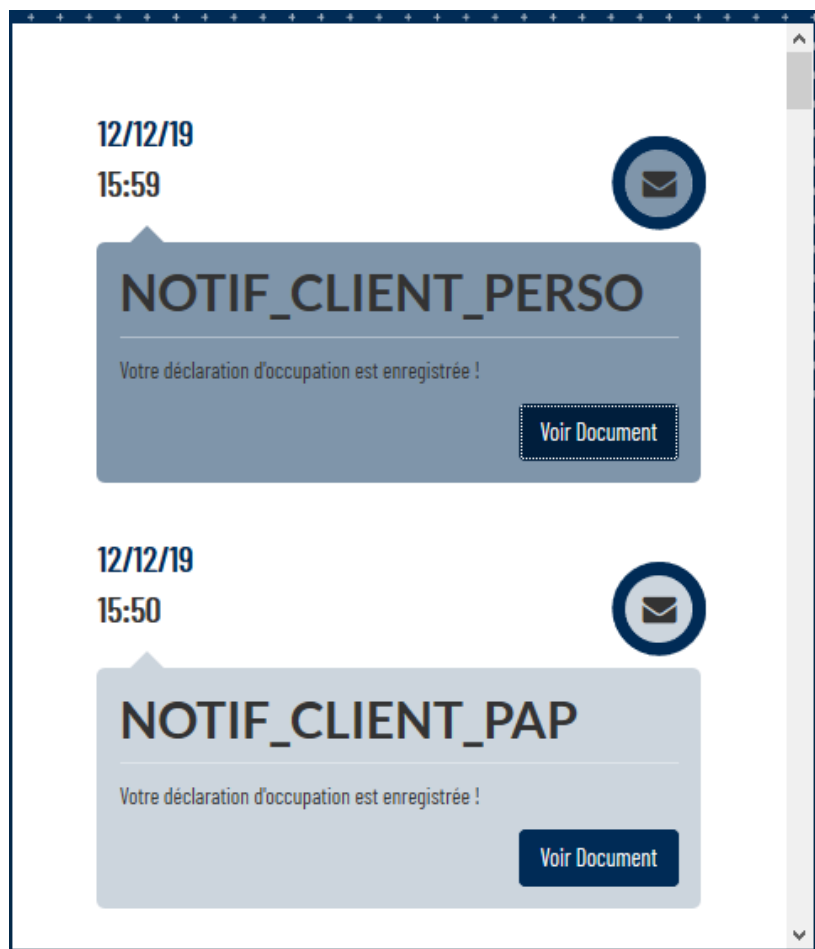 12/12/19
15:59
NOTIF_CLIENT_PERSO
Votre déclaration d'occupation est enregistrée !
Voir Document
12/12/19
15:50
NOTIF_CLIENT_PAP
Votre déclaration d'occupation est enregistrée !
Voir Document